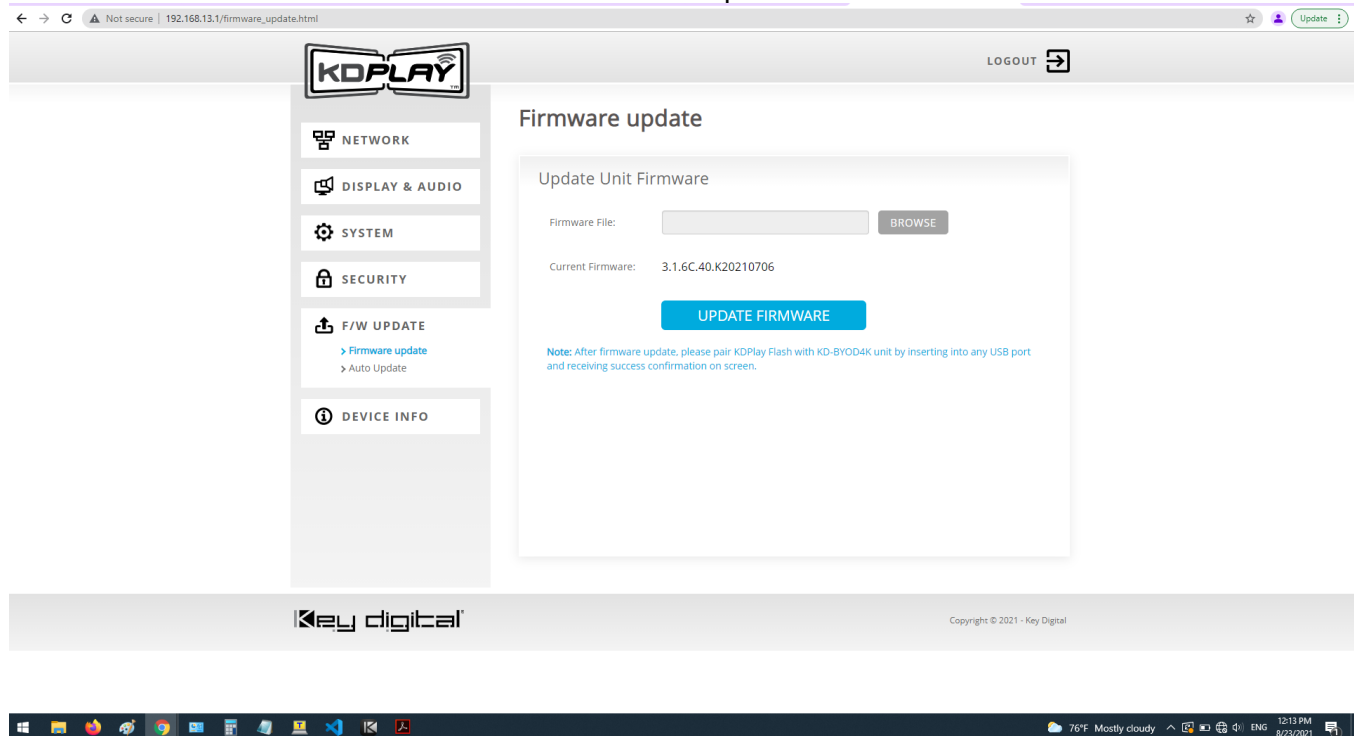 Not secure | 192.168.13.1/firmware_update.html
Update
KDPLAY
TM
LOGOUT
NETWORK
DISPLAY & AUDIO
SYSTEM
SECURITY
F/W UPDATE
Firmware update
Auto Update
DEVICE INFO
Firmware update
Update Unit Firmware
Firmware File:
BROWSE
Current Firmware: 3.1.6C.40.K20210706
UPDATE FIRMWARE
Note: After firmware update, please pair KDPlay Flash with KD-BYOD4K unit by inserting into any USB port
and receiving success confirmation on screen.
Key digital
Copyright © 2021 - Key Digital
76°F Mostly cloudy
ENG
12:13 PM
8/23/2021